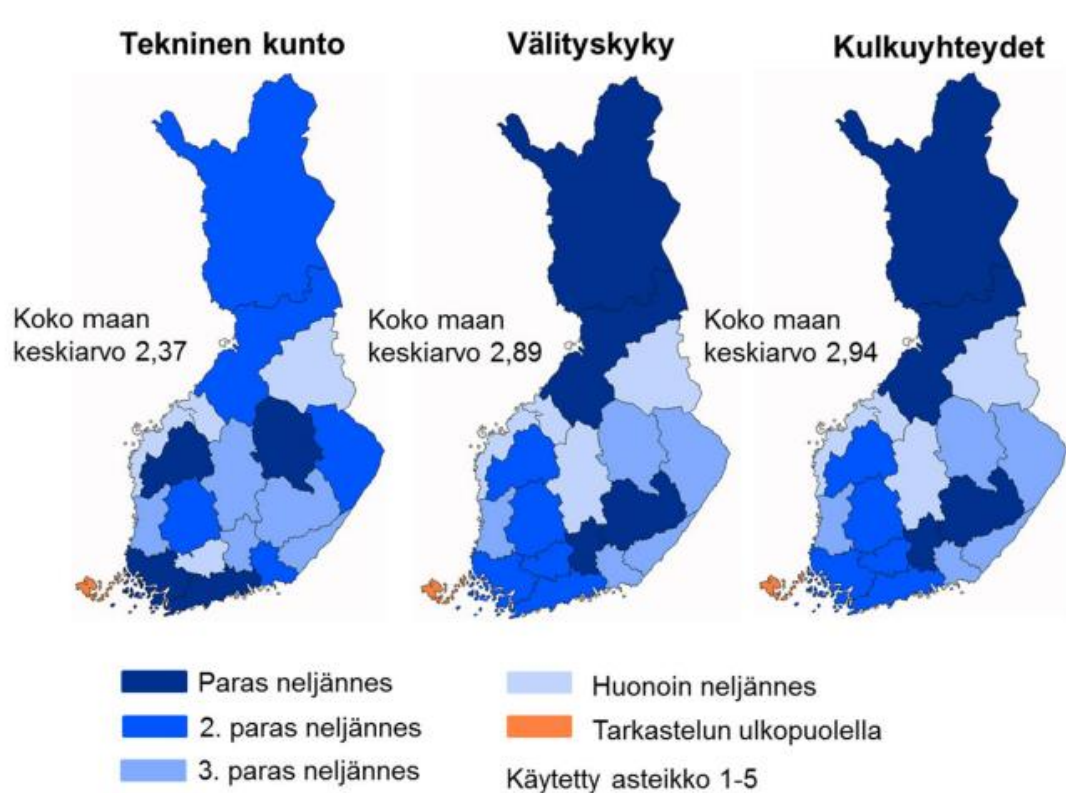 Tekninen kunto
Välityskyky
Kulkuyhteydet
Koko maan
keskiarvo 2,37
Koko maan
keskiarvo 2,89
Koko maan
keskiarvo 2,94
Paras neljännes
2. paras neljännes
3. paras neljännes
Huonoin neljännes
Tarkastelun ulkopuolella
Käytetty asteikko 1-5